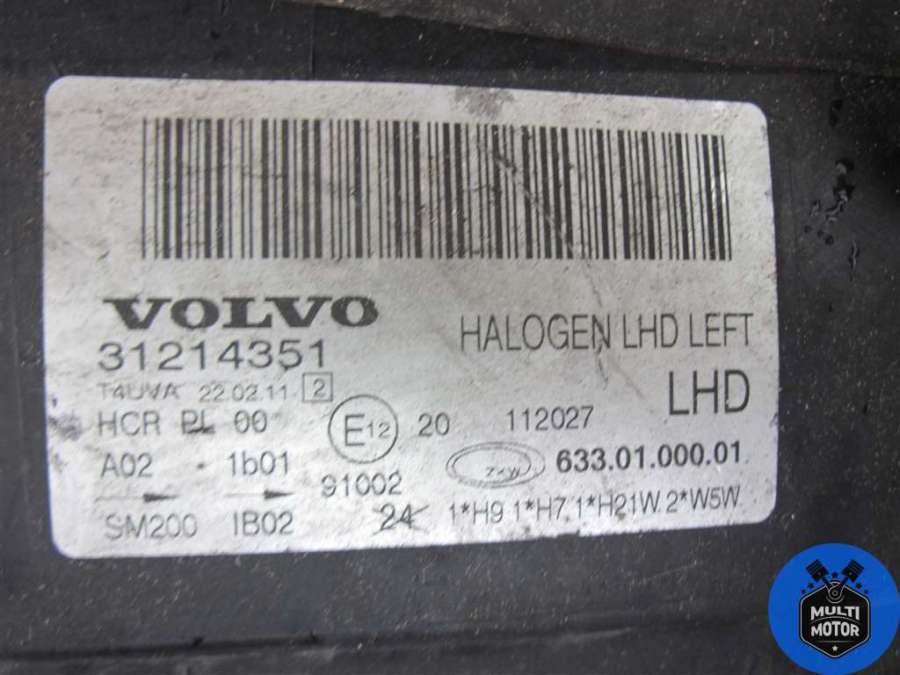 VOLVO
31214351
HALOGEN LHD LEFT
T4UVA 22.02.11 2
LHD
HCR PL 00
E12 20 112027
A02 1b01
91002
ZKW 633.01.000.01
SM200 IB02
24 1*H9 1*H7 1*H21W 2*W5W
MULTI
MOTOR